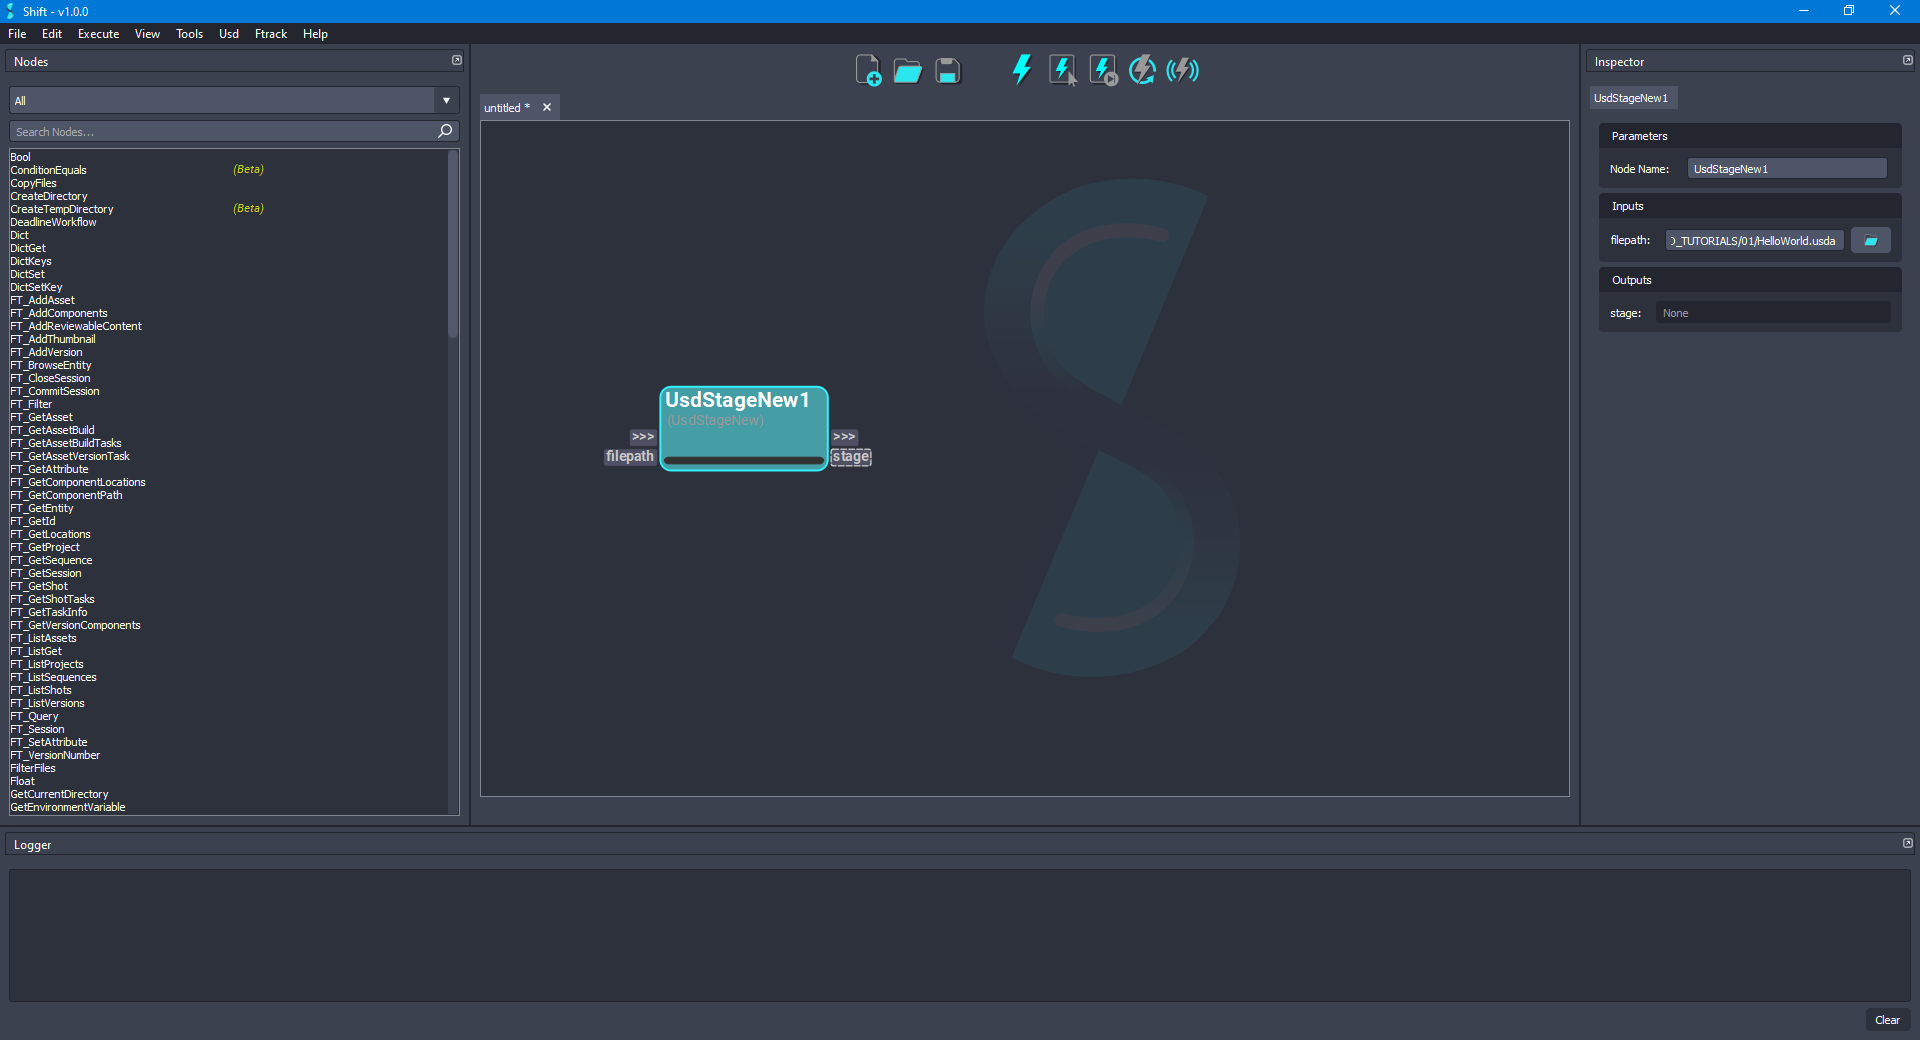 Shift - v1.0.0
File Edit Execute View Tools Usd Ftrack Help
Nodes
All
Search Nodes...
Bool
ConditionEquals (Beta)
CopyFiles
CreateDirectory
CreateTempDirectory (Beta)
DeadlineWorkflow
Dict
DictGet
DictKeys
DictSet
DictSetKey
FT_AddAsset
FT_AddComponents
FT_AddReviewableContent
FT_AddThumbnail
FT_AddVersion
FT_BrowseEntity
FT_CloseSession
FT_CommitSession
FT_Filter
FT_GetAsset
FT_GetAssetBuild
FT_GetAssetBuildTasks
FT_GetAssetVersionTask
FT_GetAttribute
FT_GetComponentLocations
FT_GetComponentPath
FT_GetEntity
FT_GetId
FT_GetLocations
FT_GetProject
FT_GetSequence
FT_GetSession
FT_GetShot
FT_GetShotTasks
FT_GetTaskInfo
FT_GetVersionComponents
FT_ListAssets
FT_ListGet
FT_ListProjects
FT_ListSequences
FT_ListShots
FT_ListVersions
FT_Query
FT_Session
FT_SetAttribute
FT_VersionNumber
FilterFiles
Float
GetCurrentDirectory
GetEnvironmentVariable
untitled *
UsdStageNew1
(UsdStageNew)
>>> >>>
filepath stage
Inspector
UsdStageNew1
Parameters
Node Name: UsdStageNew1
Inputs
filepath: D_TUTORIALS/01/HelloWorld.usda
Outputs
stage: None
Logger
Clear